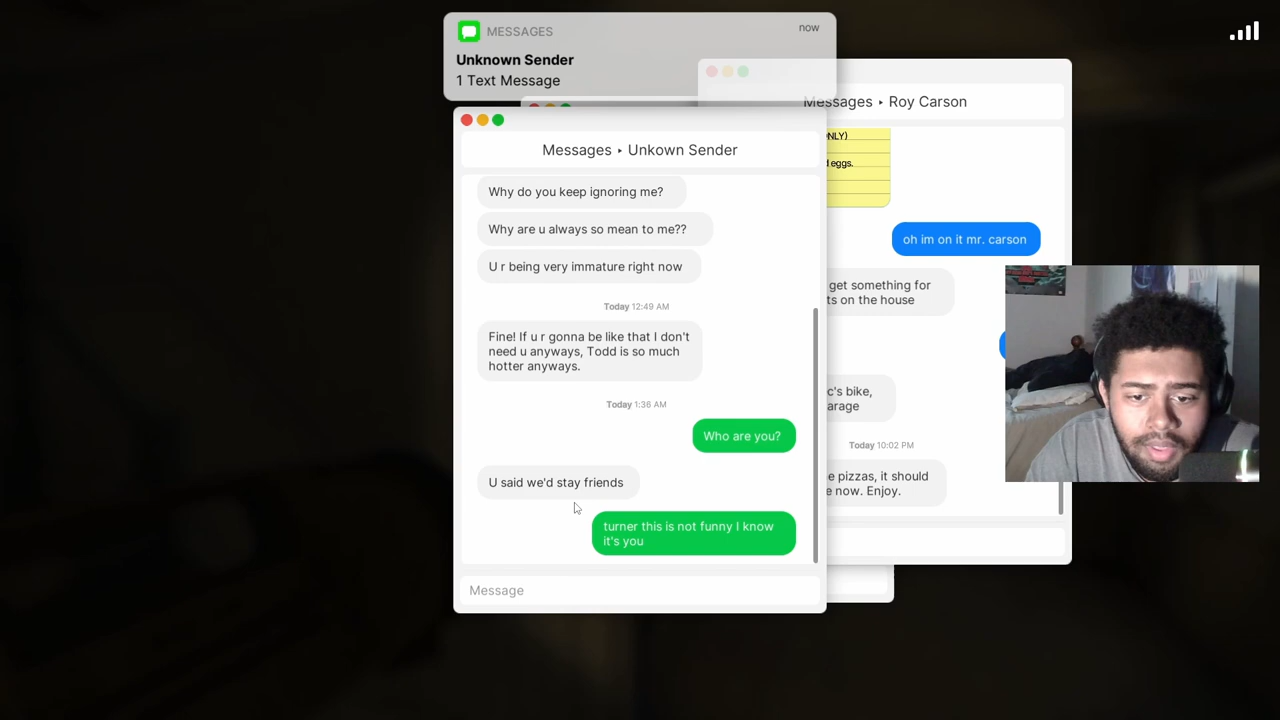 MESSAGES
now
Unknown Sender
1 Text Message
Messages ‣ Roy Carson
Messages ‣ Unkown Sender
NLY)
d eggs.
Why do you keep ignoring me?
Why are u always so mean to me??
oh im on it mr. carson
U r being very immature right now
get something for
ts on the house
Today 12:49 AM
Fine! If u r gonna be like that I don't
need u anyways, Todd is so much
hotter anyways.
c's bike,
arage
Today 1:36 AM
Who are you?
Today 10:02 PM
U said we'd stay friends
e pizzas, it should
e now. Enjoy.
turner this is not funny I know
it's you
Message